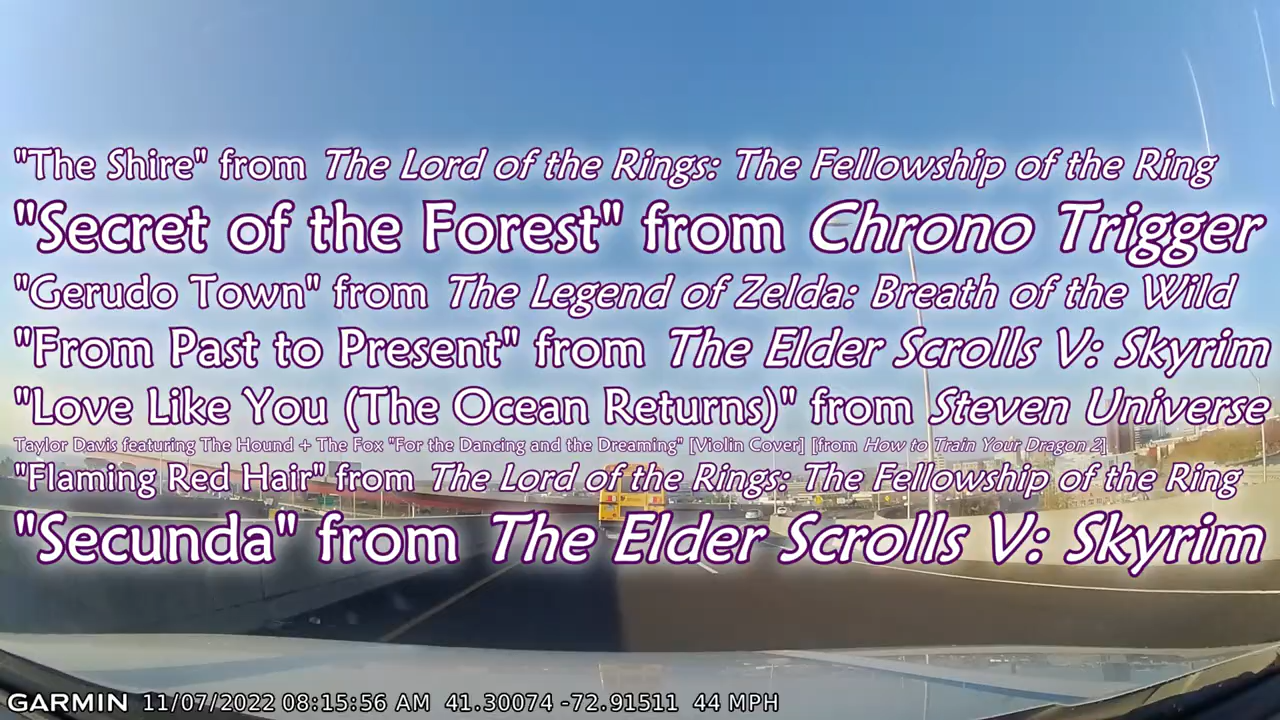 "The Shire" from The Lord of the Rings: The Fellowship of the Ring
"Secret of the Forest" from Chrono Trigger
"Gerudo Town" from The Legend of Zelda: Breath of the Wild
"From Past to Present" from The Elder Scrolls V: Skyrim
"Love Like You (The Ocean Returns)" from Steven Universe
Taylor Davis featuring The Hound + The Fox "For the Dancing and the Dreaming" [Violin Cover] [from How to Train Your Dragon 2]
"Flaming Red Hair" from The Lord of the Rings: The Fellowship of the Ring
"Secunda" from The Elder Scrolls V: Skyrim
GARMIN 11/07/2022 08:15:56 AM 41.30074 -72.91511 44 MPH